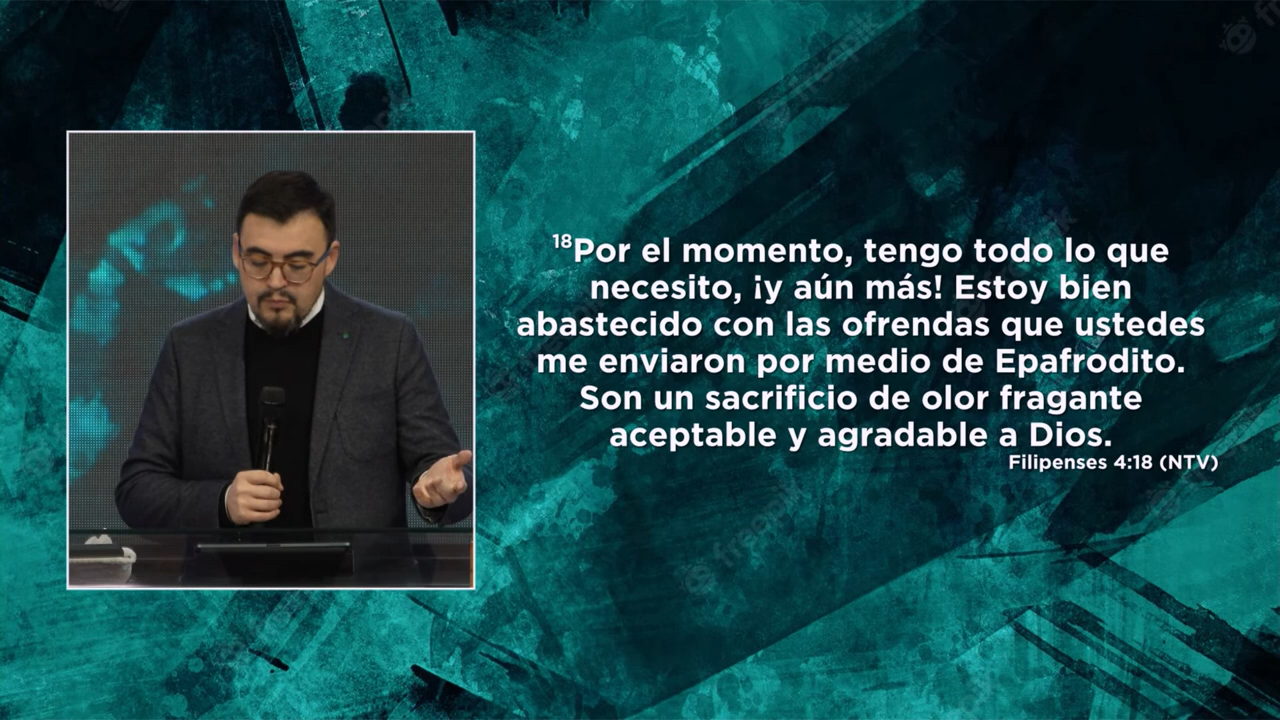 ¹⁸Por el momento, tengo todo lo que
necesito, ¡y aún más! Estoy bien
abastecido con las ofrendas que ustedes
me enviaron por medio de Epafrodito.
Son un sacrificio de olor fragante
aceptable y agradable a Dios.
Filipenses 4:18 (NTV)
freepik